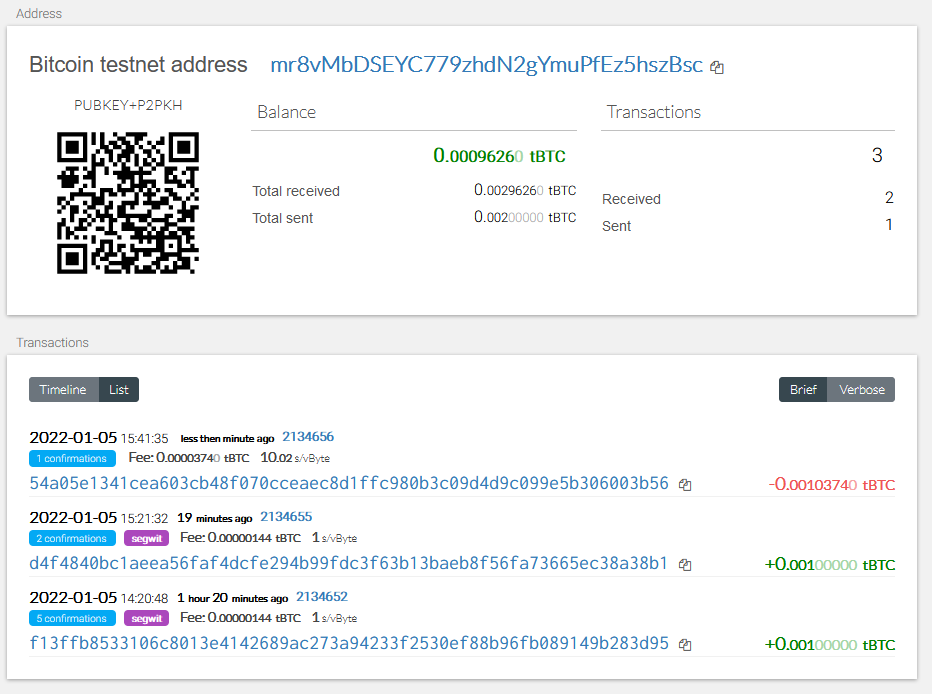 Address
Bitcoin testnet address mr8vMbDSEYC779zhdN2gYmuPfEz5hszBsc
PUBKEY+P2PKH
Balance
0.00096260 tBTC
Total received 0.00296260 tBTC
Total sent 0.00200000 tBTC
Transactions
3
Received 2
Sent 1
Transactions
Timeline List Brief Verbose
2022-01-05 15:41:35 less then minute ago 2134656
1 confirmations Fee: 0.00003740 tBTC 10.02 s/vByte
54a05e1341cea603cb48f070cceaec8d1ffc980b3c09d4d9c099e5b306003b56 -0.00103740 tBTC
2022-01-05 15:21:32 19 minutes ago 2134655
2 confirmations segwit Fee: 0.00000144 tBTC 1 s/vByte
d4f4840bc1aeea56faf4dcfe294b99fdc3f63b13baeb8f56fa73665ec38a38b1 +0.00100000 tBTC
2022-01-05 14:20:48 1 hour 20 minutes ago 2134652
5 confirmations segwit Fee: 0.00000144 tBTC 1 s/vByte
f13ffb8533106c8013e4142689ac273a94233f2530ef88b96fb089149b283d95 +0.00100000 tBTC